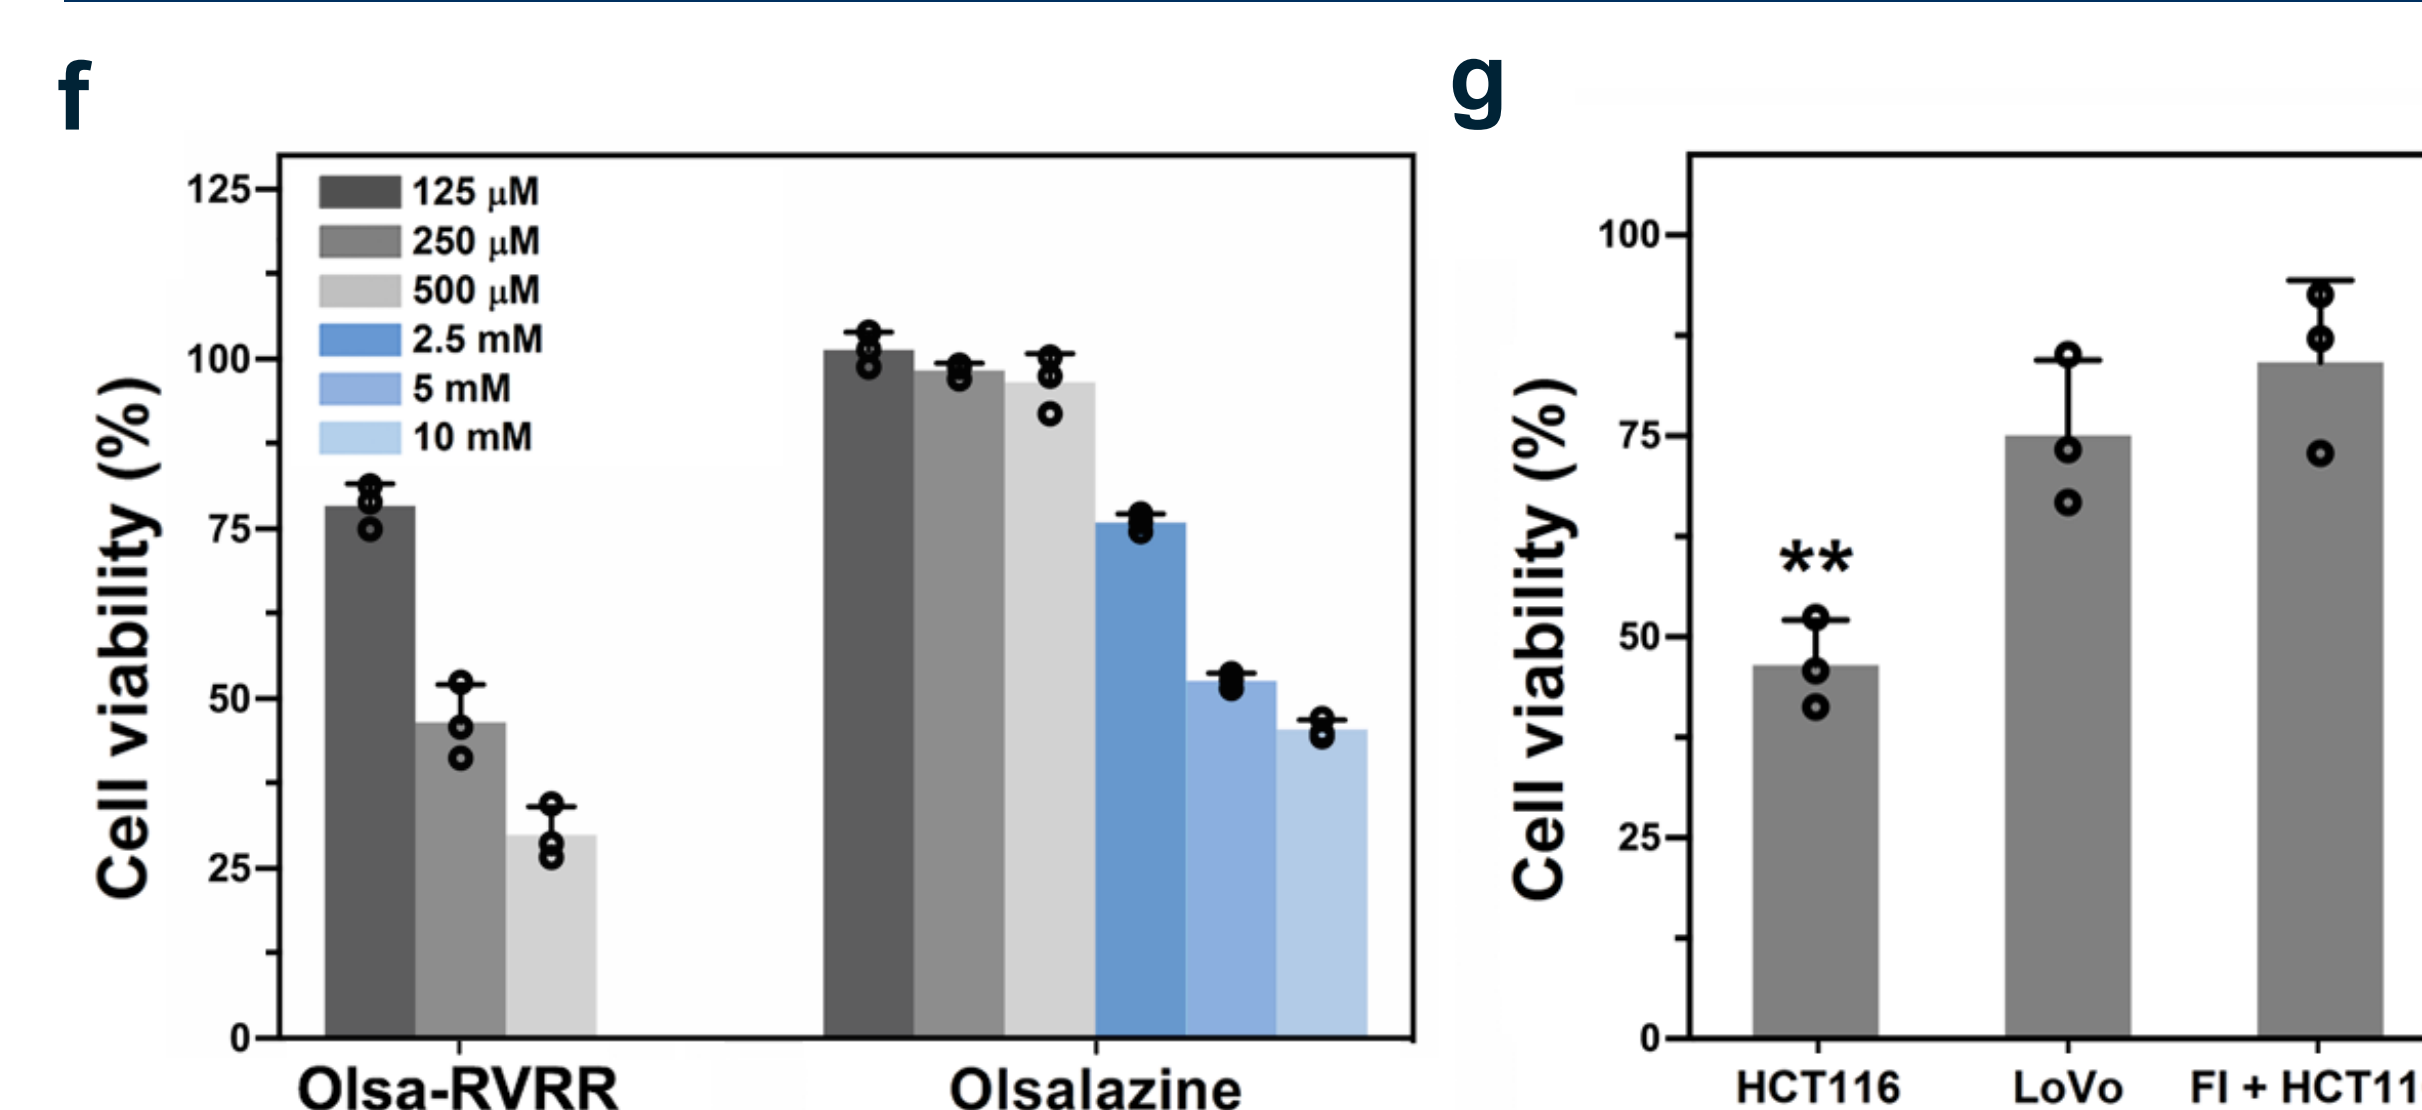 f
125
100
75
50
25
0
Cell viability (%)
125 μM
250 μM
500 μM
2.5 mM
5 mM
10 mM
Olsa-RVRR
Olsalazine
g
100
75
50
25
0
Cell viability (%)
**
HCT116
LoVo
FI + HCT11